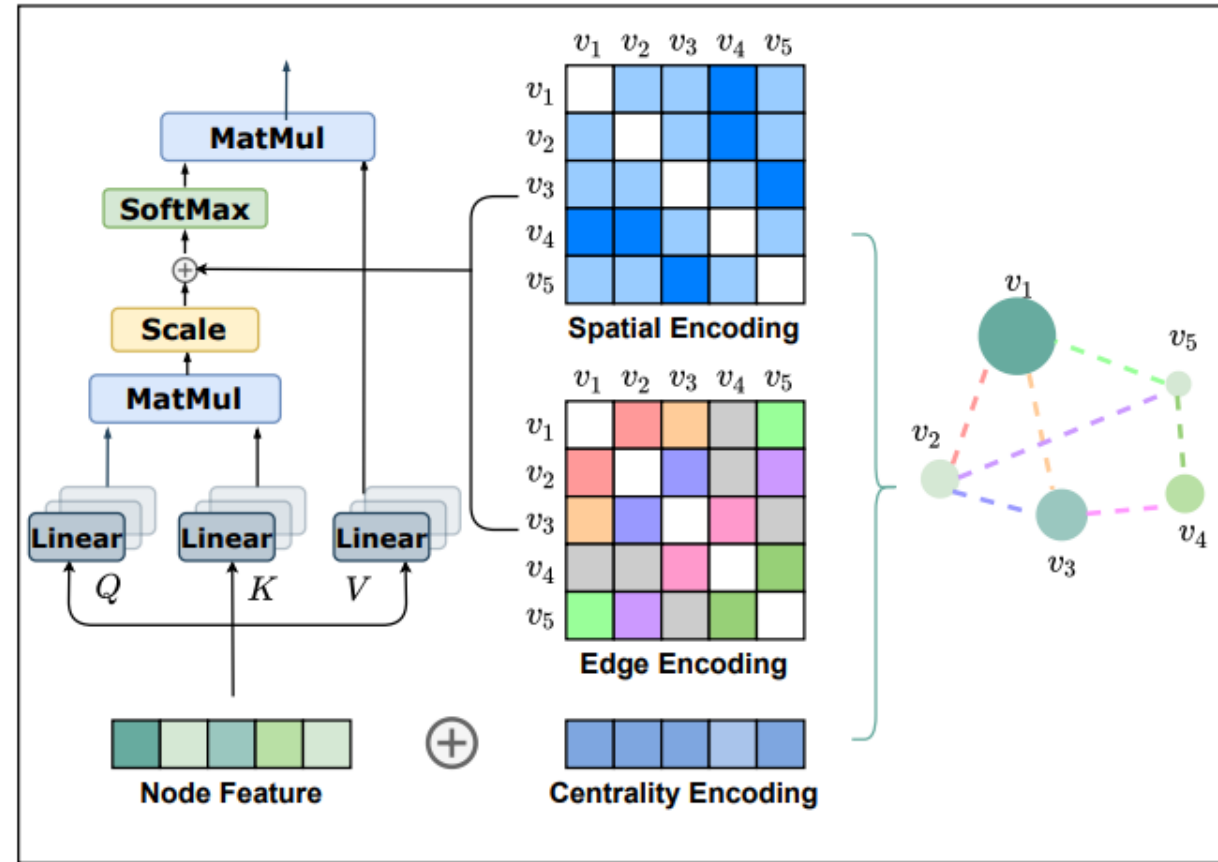 MatMul
SoftMax
+
Scale
MatMul
Linear Linear Linear
Q K V
Node Feature
+
v₁ v₂ v₃ v₄ v₅
v₁
v₂
v₃
v₄
v₅
Spatial Encoding
v₁ v₂ v₃ v₄ v₅
v₁
v₂
v₃
v₄
v₅
Edge Encoding
Centrality Encoding
v₁
v₅
v₂
v₄
v₃